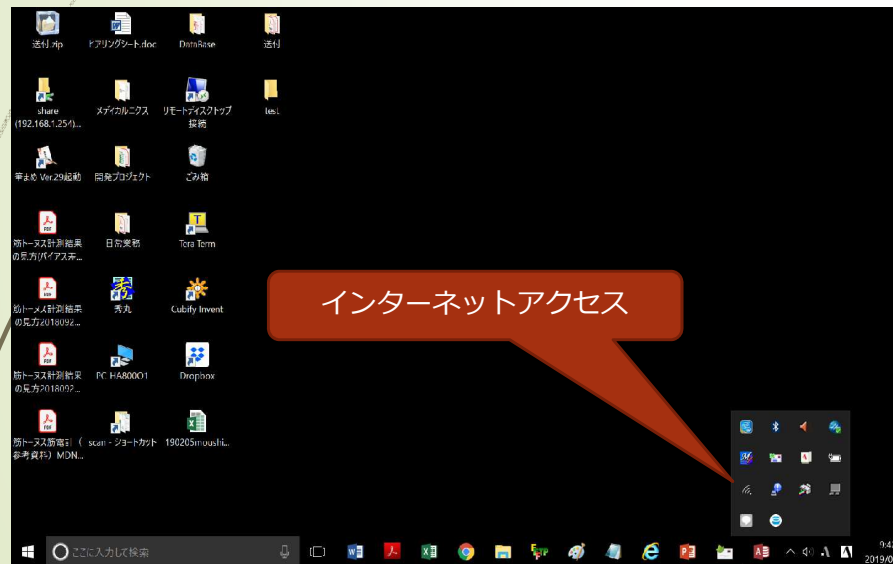 送付.zip
ヒアリングシート.doc
DataBase
送付
share
(192.168.1.254)...
メディカルニクス
リモートデスクトップ
接続
test
筆まめ Ver.29起動
開発プロジェクト
ごみ箱
筋トーヌス計測結果
の見方(バイアス未...
日常業務
Tera Term
筋トーヌス計測結果
の見方2018092...
秀丸
Cubify Invent
インターネットアクセス
筋トーヌス計測結果
の見方2018092...
PC HA800O1
Dropbox
筋トーヌス筋電計（
参考資料）MDN...
scan - ショートカット
190205moushi...
ここに入力して検索